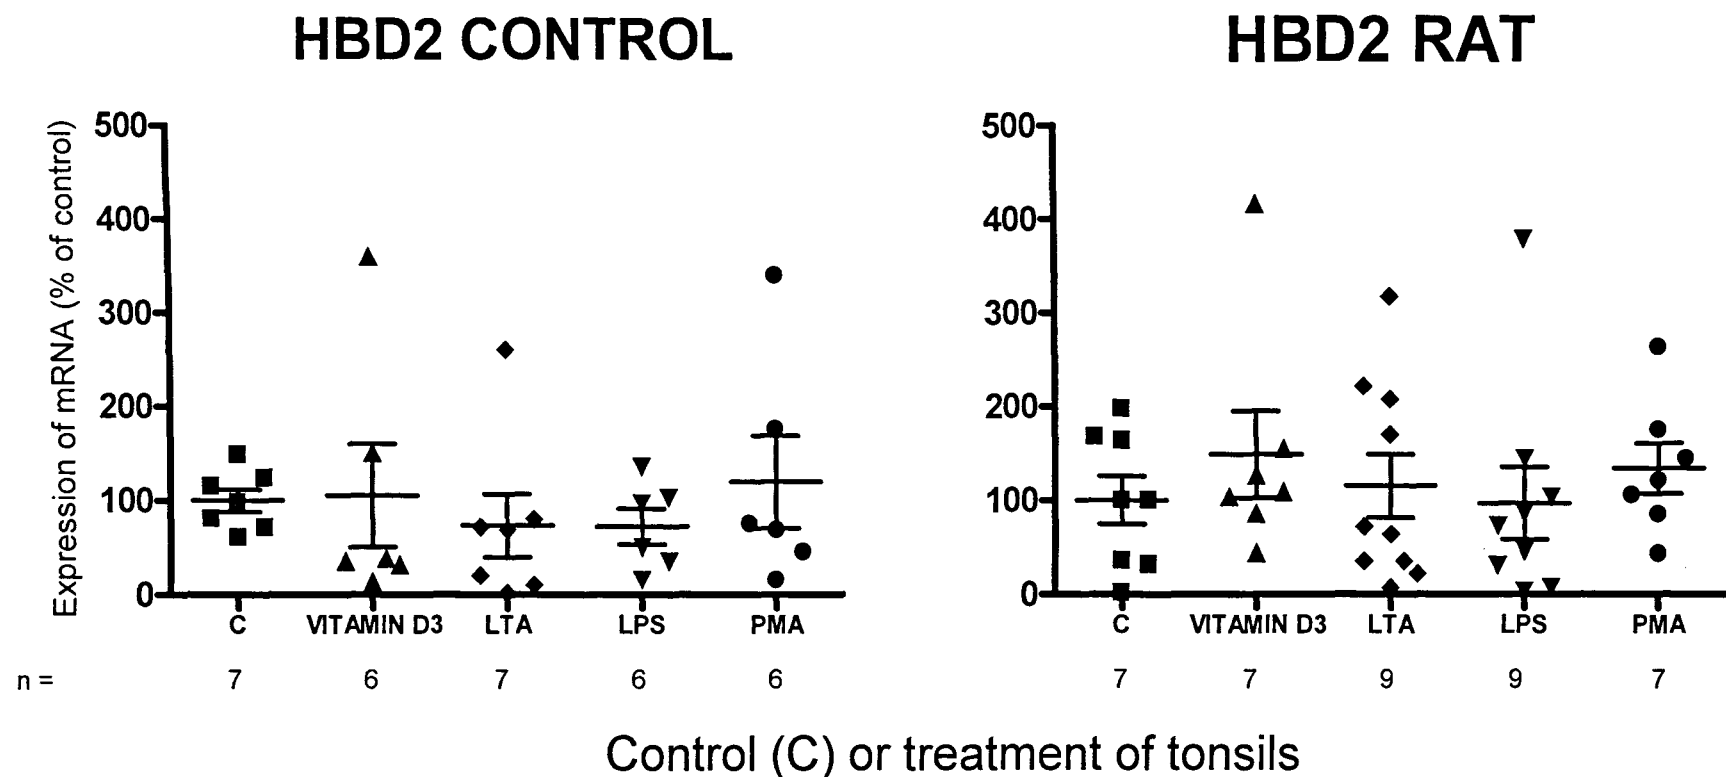 HBD2 CONTROL
HBD2 RAT
Expression of mRNA (% of control)
500
400
300
200
100
0
C VITAMIN D3 LTA LPS PMA
n = 7 6 7 6 6
500
400
300
200
100
0
C VITAMIN D3 LTA LPS PMA
7 7 9 9 7
Control (C) or treatment of tonsils